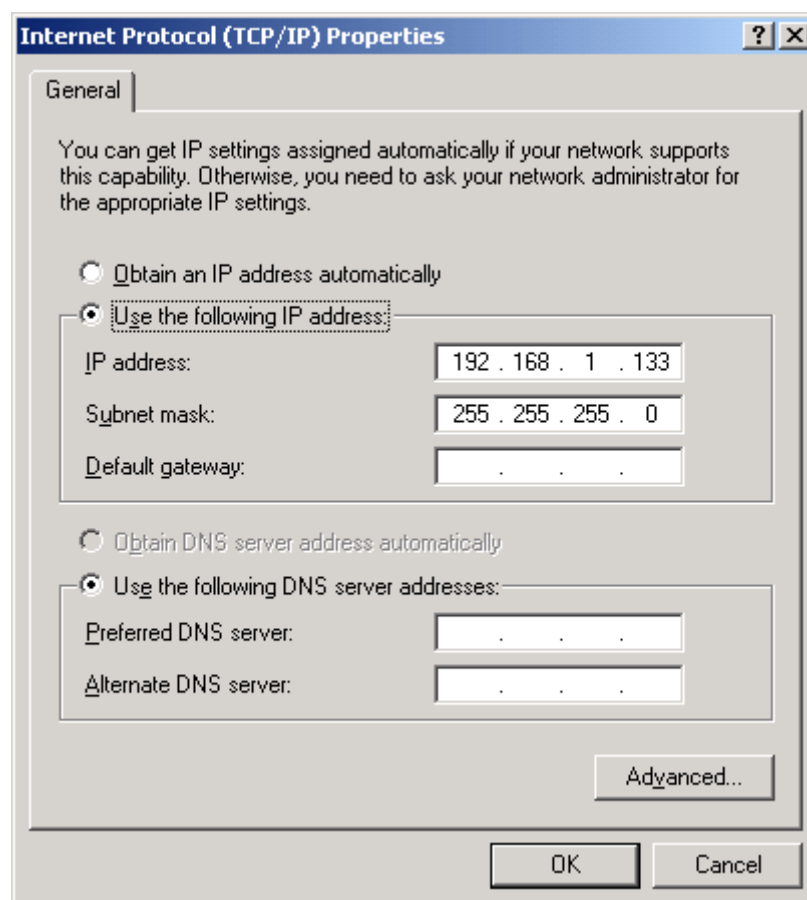 Internet Protocol (TCP/IP) Properties
General
You can get IP settings assigned automatically if your network supports
this capability. Otherwise, you need to ask your network administrator for
the appropriate IP settings.
Obtain an IP address automatically
Use the following IP address:
IP address: 192 . 168 . 1 . 133
Subnet mask: 255 . 255 . 255 . 0
Default gateway: . . .
Obtain DNS server address automatically
Use the following DNS server addresses:
Preferred DNS server: . . .
Alternate DNS server: . . .
Advanced...
OK Cancel